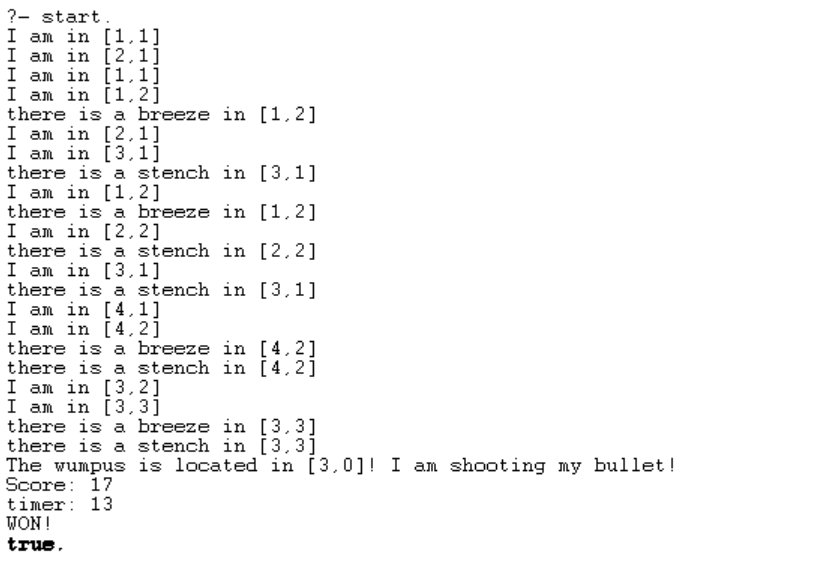 ?- start.
I am in [1,1]
I am in [2,1]
I am in [1,1]
I am in [1,2]
there is a breeze in [1,2]
I am in [2,1]
I am in [3,1]
there is a stench in [3,1]
I am in [1,2]
there is a breeze in [1,2]
I am in [2,2]
there is a stench in [2,2]
I am in [3,1]
there is a stench in [3,1]
I am in [4,1]
I am in [4,2]
there is a breeze in [4,2]
there is a stench in [4,2]
I am in [3,2]
I am in [3,3]
there is a breeze in [3,3]
there is a stench in [3,3]
The wumpus is located in [3,0]! I am shooting my bullet!
Score: 17
timer: 13
WON!
true.